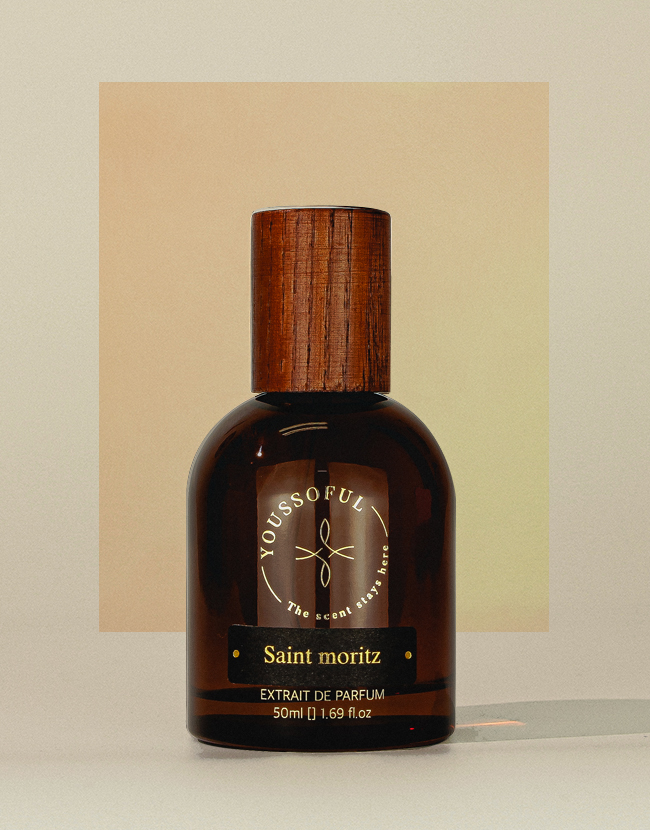 YOUSSOFUL
The scent stays here
Saint moritz
EXTRAIT DE PARFUM
50ml [] 1.69 fl.oz